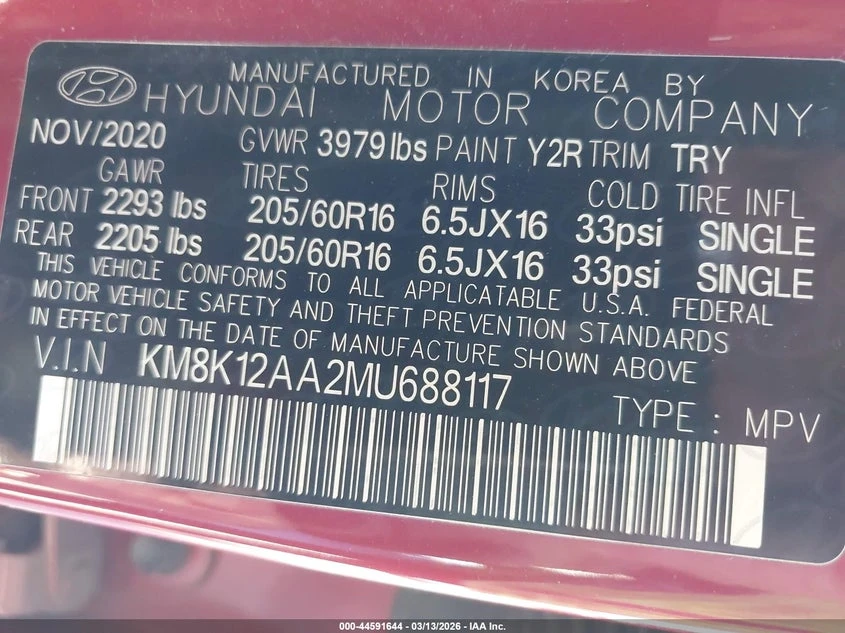 MANUFACTURED IN KOREA BY
HYUNDAI MOTOR COMPANY
NOV/2020 GVWR 3979 lbs PAINT Y2R TRIM TRY
GAWR TIRES RIMS COLD TIRE INFL
FRONT 2293 lbs 205/60R16 6.5JX16 33psi SINGLE
REAR 2205 lbs 205/60R16 6.5JX16 33psi SINGLE
THIS VEHICLE CONFORMS TO ALL APPLICATABLE U.S.A. FEDERAL
MOTOR VEHICLE SAFETY AND THEFT PREVENTION STANDARDS
IN EFFECT ON THE DATE OF MANUFACTURE SHOWN ABOVE
V.I.N KM8K12AA2MU688117
TYPE : MPV
000-44591644 - 03/13/2026 - IAA Inc.